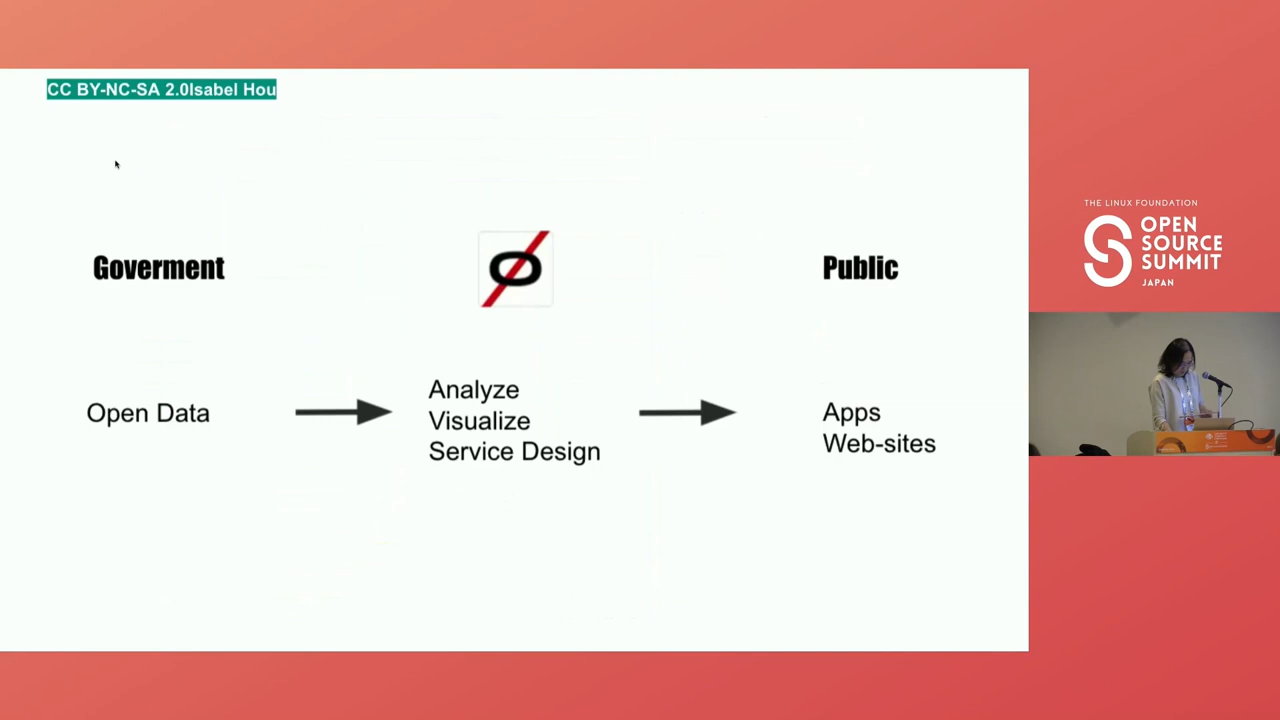 CC BY-NC-SA 2.0Isabel Hou
Goverment
Public
Open Data
Analyze
Visualize
Service Design
Apps
Web-sites
THE LINUX FOUNDATION
OPEN
SOURCE
SUMMIT
JAPAN